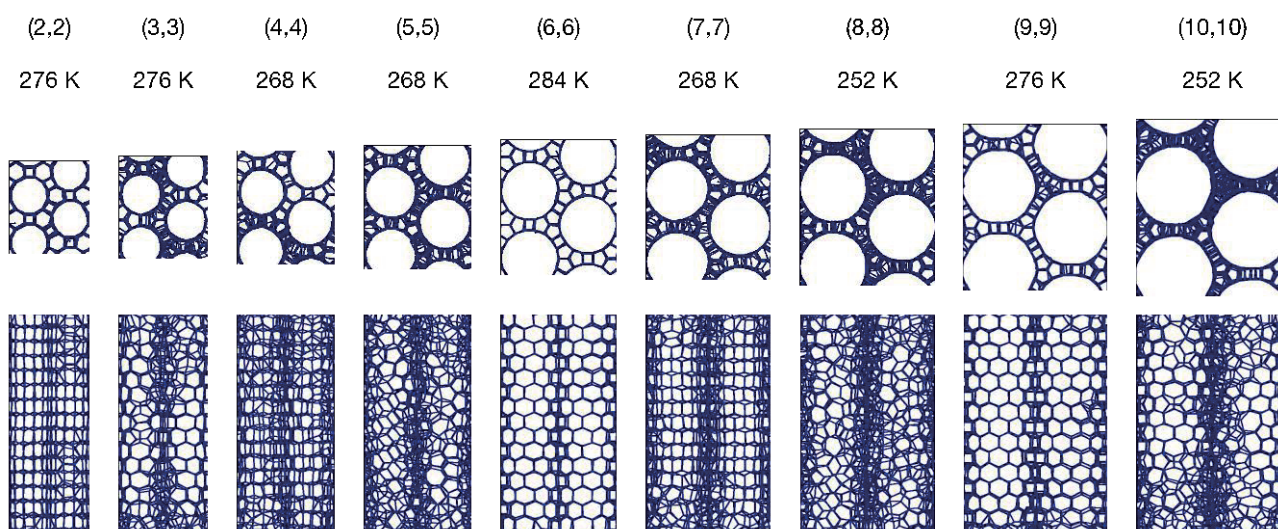 (2,2) (3,3) (4,4) (5,5) (6,6) (7,7) (8,8) (9,9) (10,10)
276 K 276 K 268 K 268 K 284 K 268 K 252 K 276 K 252 K